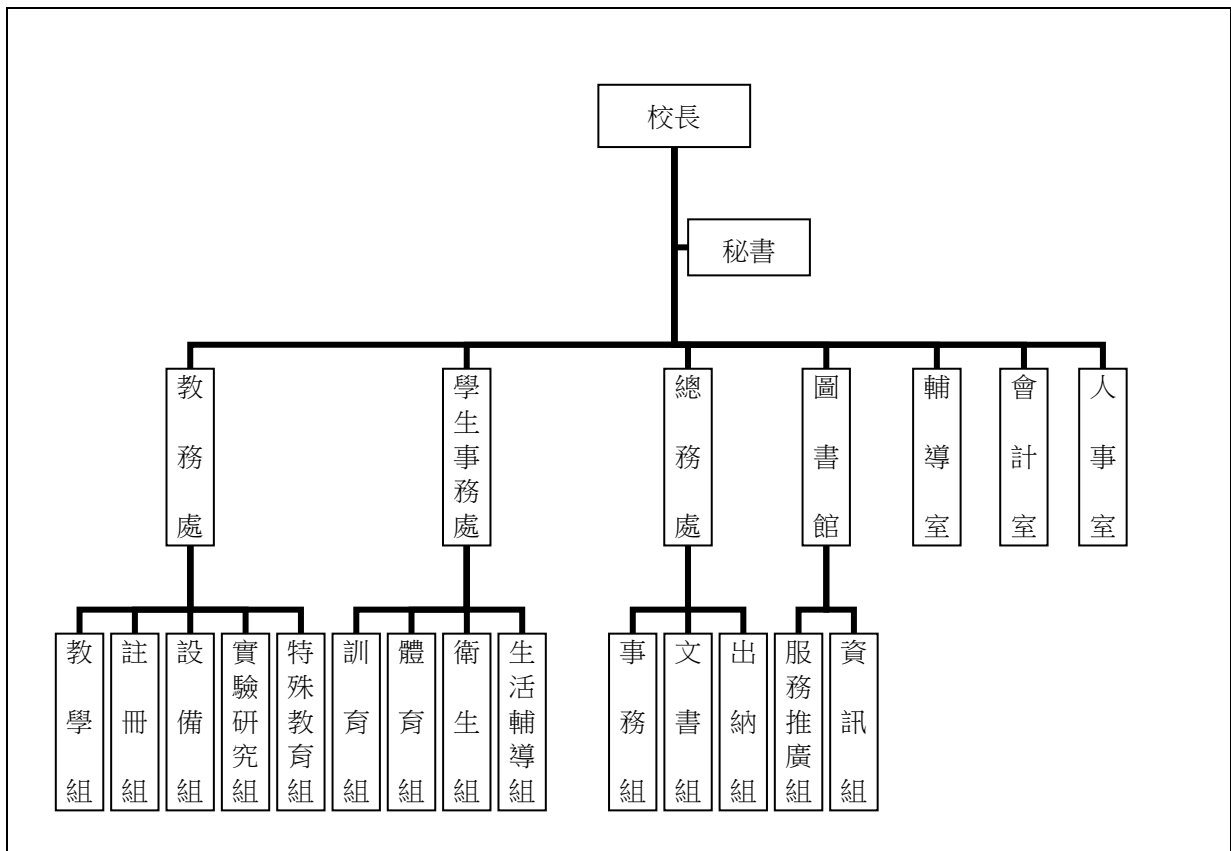 校長
秘書
教務處
學生事務處
總務處
圖書館
輔導室
會計室
人事室
教學組
註冊組
設備組
實驗研究組
特殊教育組
訓育組
體育組
衛生組
生活輔導組
事務組
文書組
出納組
服務推廣組
資訊組